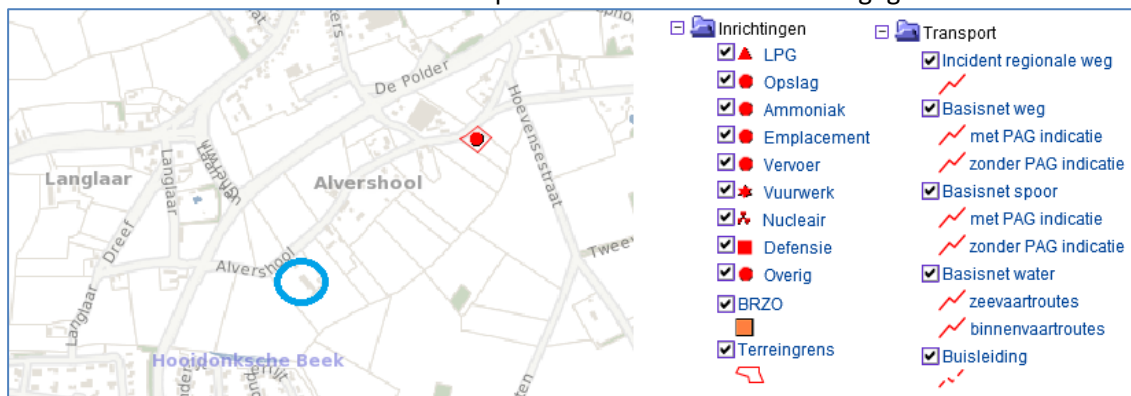 De Polder
Hoevensestraat
Langlaar
Langlaar
Alvershool
Dreef
Alvershool
Langlaar
Hooidonksche Beek
Inrichtingen
LPG
Opslag
Ammoniak
Emplacement
Vervoer
Vuurwerk
Nucleair
Defensie
Overig
BRZO
Terreingrens
Transport
Incident regionale weg
Basisnet weg
met PAG indicatie
zonder PAG indicatie
Basisnet spoor
met PAG indicatie
zonder PAG indicatie
Basisnet water
zeevaartroutes
binnenvaartroutes
Buisleiding